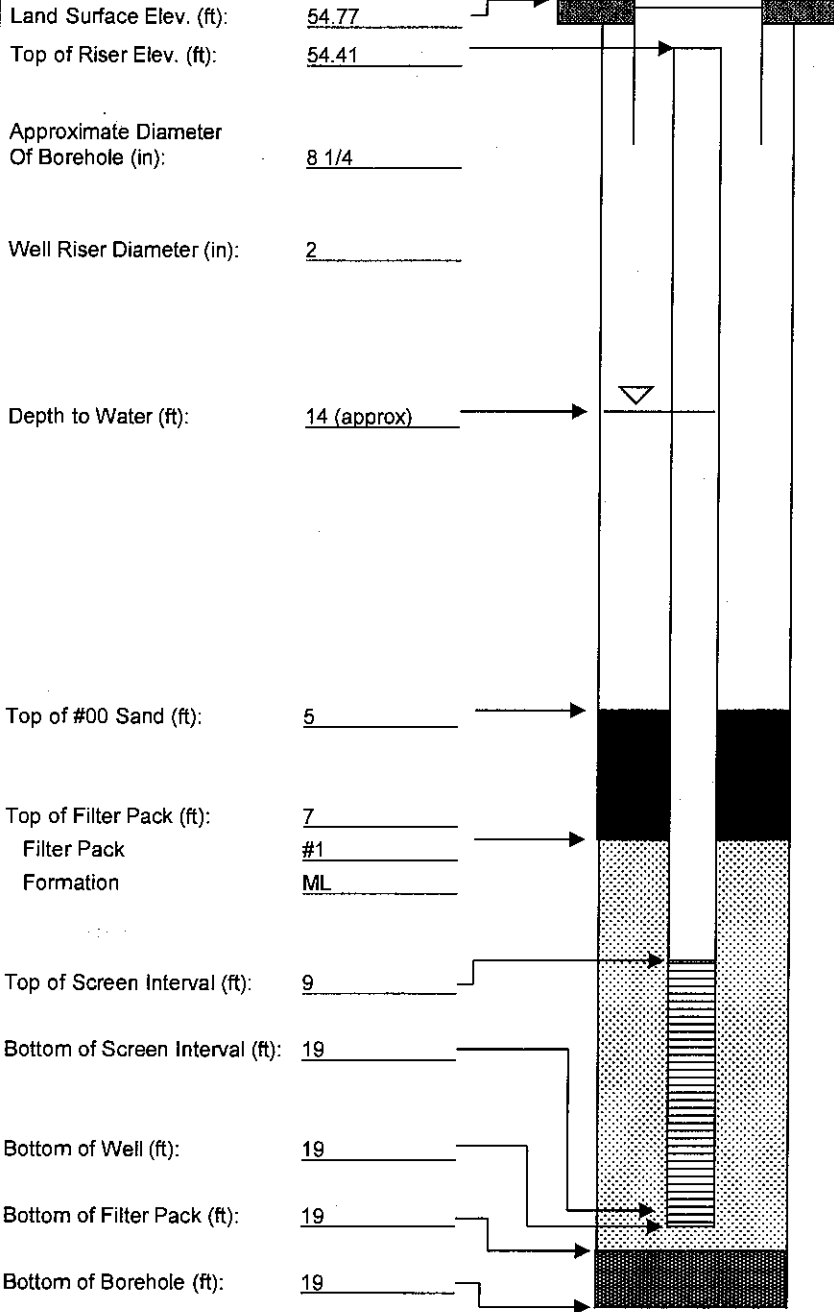 Land Surface Elev. (ft): 54.77
Top of Riser Elev. (ft): 54.41
Approximate Diameter
Of Borehole (in): 8 1/4
Well Riser Diameter (in): 2
Depth to Water (ft): 14 (approx)
Top of #00 Sand (ft): 5
Top of Filter Pack (ft): 7
Filter Pack #1
Formation ML
Top of Screen Interval (ft): 9
Bottom of Screen Interval (ft): 19
Bottom of Well (ft): 19
Bottom of Filter Pack (ft): 19
Bottom of Borehole (ft): 19